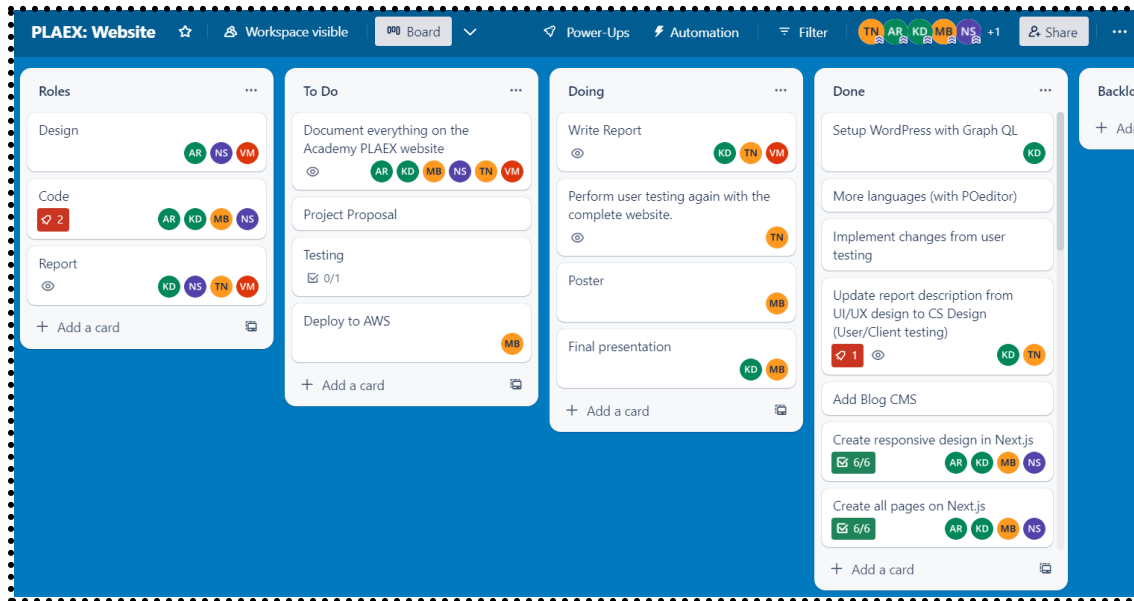 PLAEX: Website
Workspace visible
Board
Power-Ups
Automation
Filter
TN AR KD MB NS +1
Share
Roles
Design
AR NS VM
Code
2
AR KD MB NS
Report
KD NS TN VM
+ Add a card
To Do
Document everything on the
Academy PLAEX website
AR KD MB NS TN VM
Project Proposal
Testing
0/1
Deploy to AWS
MB
+ Add a card
Doing
Write Report
KD TN VM
Perform user testing again with the
complete website.
TN
Poster
MB
Final presentation
KD MB
+ Add a card
Done
Setup WordPress with Graph QL
KD
More languages (with POeditor)
Implement changes from user
testing
Update report description from
UI/UX design to CS Design
(User/Client testing)
1
KD TN
Add Blog CMS
Create responsive design in Next.js
6/6
AR KD MB NS
Create all pages on Next.js
6/6
AR KD MB NS
+ Add a card
Backlo
+ Ad